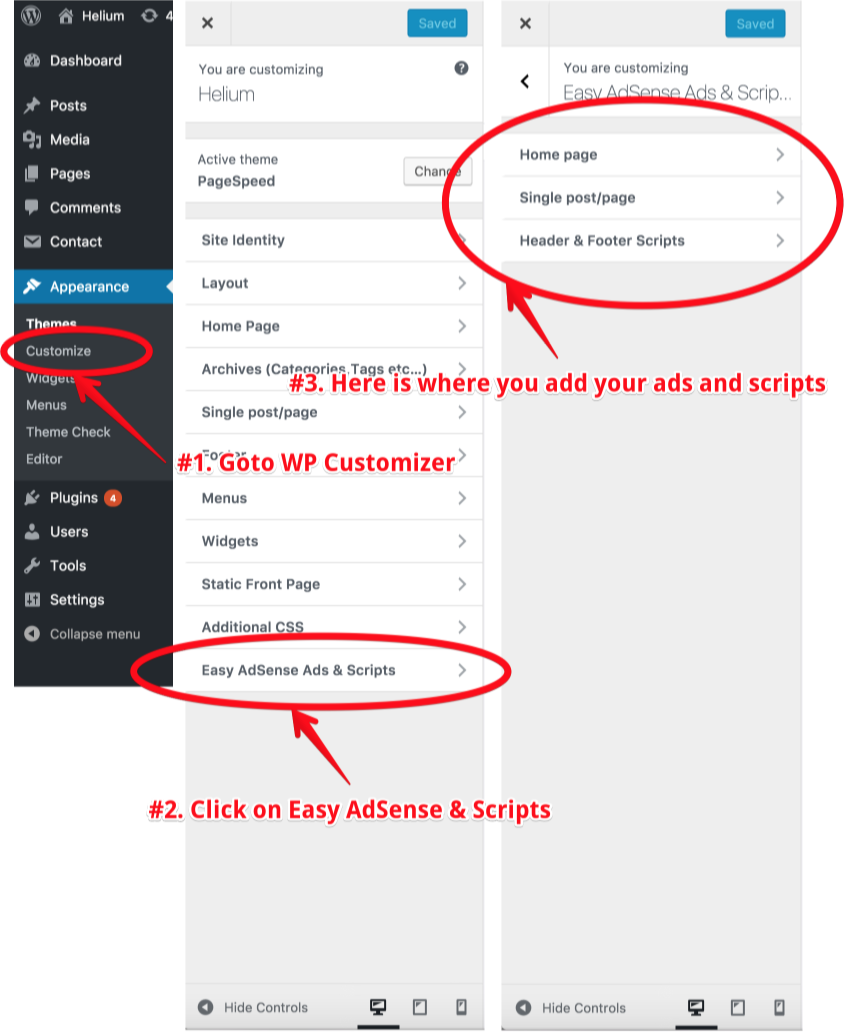 Helium 4
Dashboard
Posts
Media
Pages
Comments
Contact
Appearance
Themes
Customize
Widgets
Menus
Theme Check
Editor
Plugins 4
Users
Tools
Settings
Collapse menu
#1. Goto WP Customizer
Saved
You are customizing
Helium
Active theme
PageSpeed
Change
Site Identity
Layout
Home Page
Archives (Categories,Tags etc...)
Single post/page
Footer
Menus
Widgets
Static Front Page
Additional CSS
Easy AdSense Ads & Scripts
#2. Click on Easy AdSense & Scripts
Hide Controls
Saved
You are customizing
Easy AdSense Ads & Scrip...
Home page
Single post/page
Header & Footer Scripts
#3. Here is where you add your ads and scripts
Hide Controls